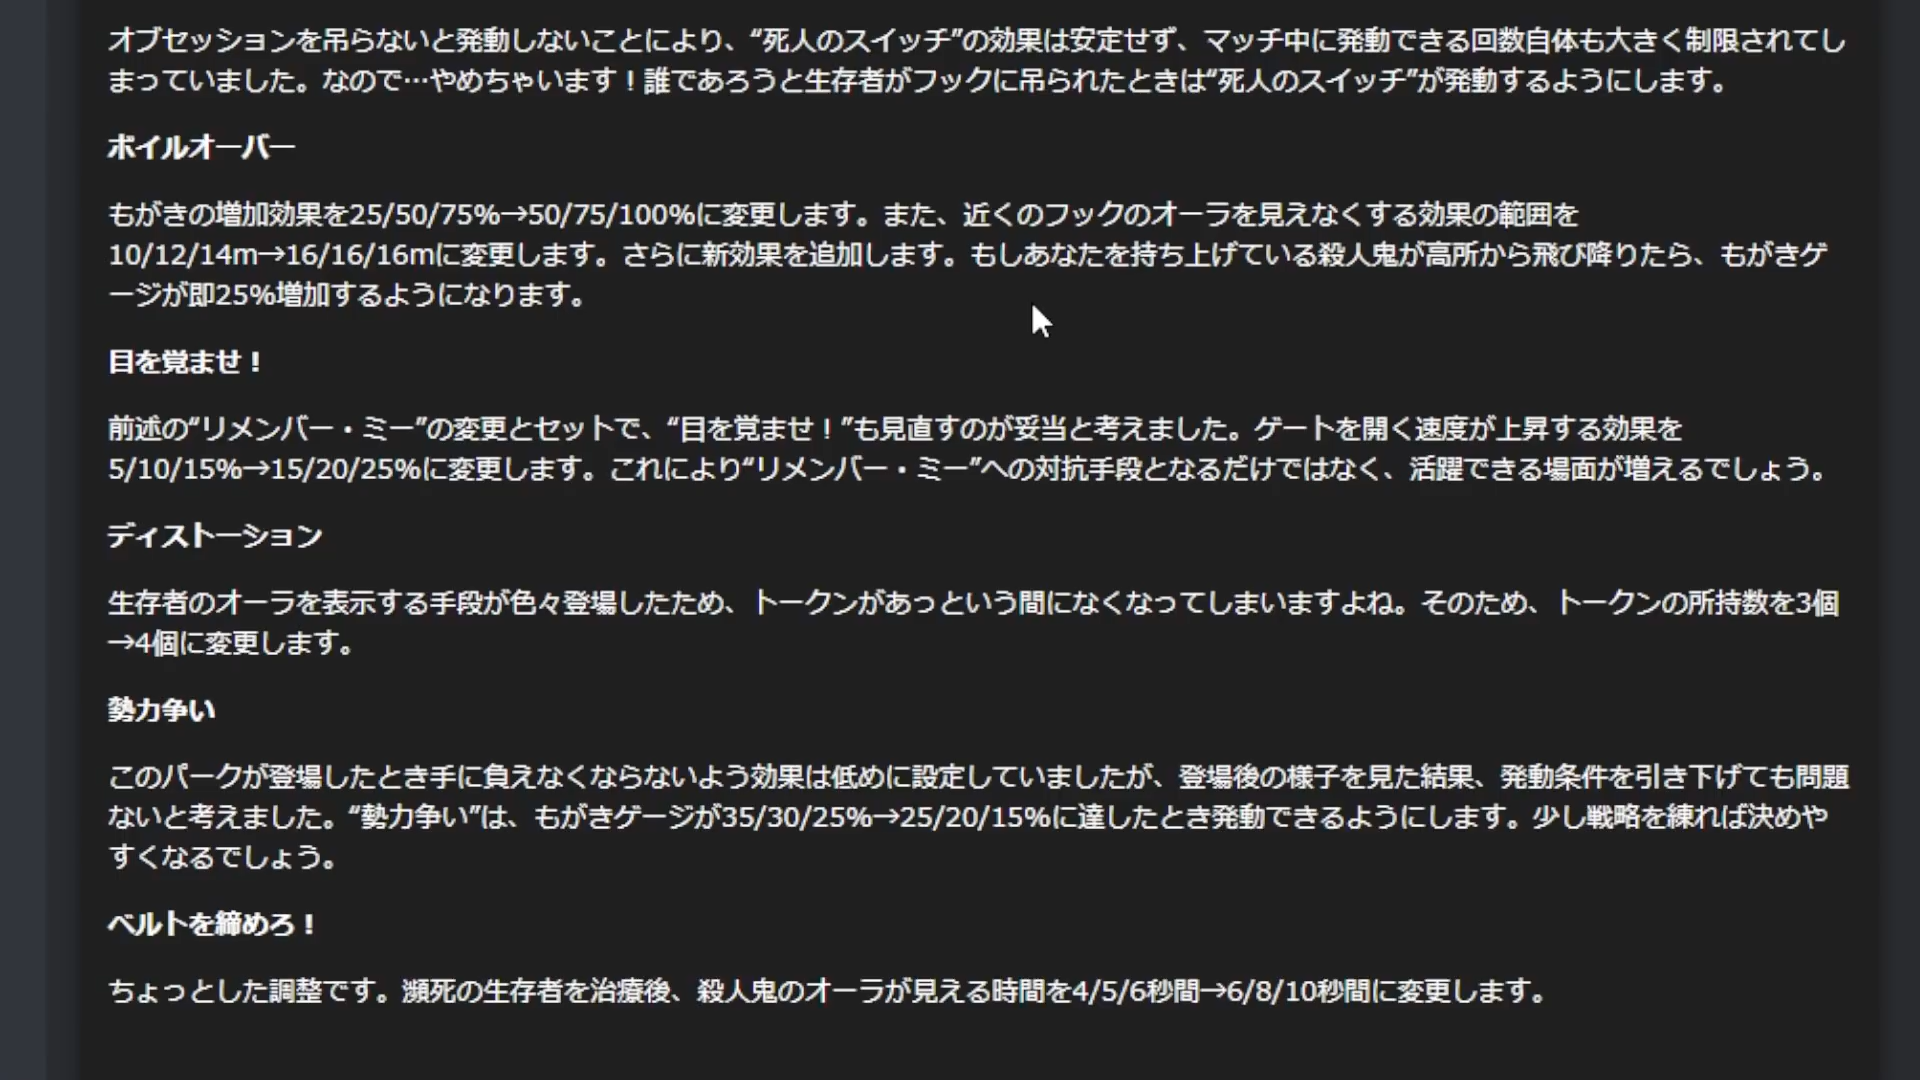 オブセッションを吊らないと発動しないことにより、“死人のスイッチ”の効果は安定せず、マッチ中に発動できる回数自体も大きく制限されてし
まっていました。なので…やめちゃいます！誰であろうと生存者がフックに吊られたときは“死人のスイッチ”が発動するようにします。
ボイルオーバー
もがきの増加効果を25/50/75%→50/75/100%に変更します。また、近くのフックのオーラを見えなくする効果の範囲を
10/12/14m→16/16/16mに変更します。さらに新効果を追加します。もしあなたを持ち上げている殺人鬼が高所から飛び降りたら、もがきゲ
ージが即25%増加するようになります。
目を覚ませ！
前述の“リメンバー・ミー”の変更とセットで、“目を覚ませ！”も見直すのが妥当と考えました。ゲートを開く速度が上昇する効果を
5/10/15%→15/20/25%に変更します。これにより“リメンバー・ミー”への対抗手段となるだけではなく、活躍できる場面が増えるでしょう。
ディストーション
生存者のオーラを表示する手段が色々登場したため、トークンがあっという間になくなってしまいますよね。そのため、トークンの所持数を3個
→4個に変更します。
勢力争い
このパークが登場したとき手に負えなくならないよう効果は低めに設定していましたが、登場後の様子を見た結果、発動条件を引き下げても問題
ないと考えました。“勢力争い”は、もがきゲージが35/30/25%→25/20/15%に達したとき発動できるようにします。少し戦略を練れば決めや
すくなるでしょう。
ベルトを締めろ！
ちょっとした調整です。瀕死の生存者を治療後、殺人鬼のオーラが見える時間を4/5/6秒間→6/8/10秒間に変更します。